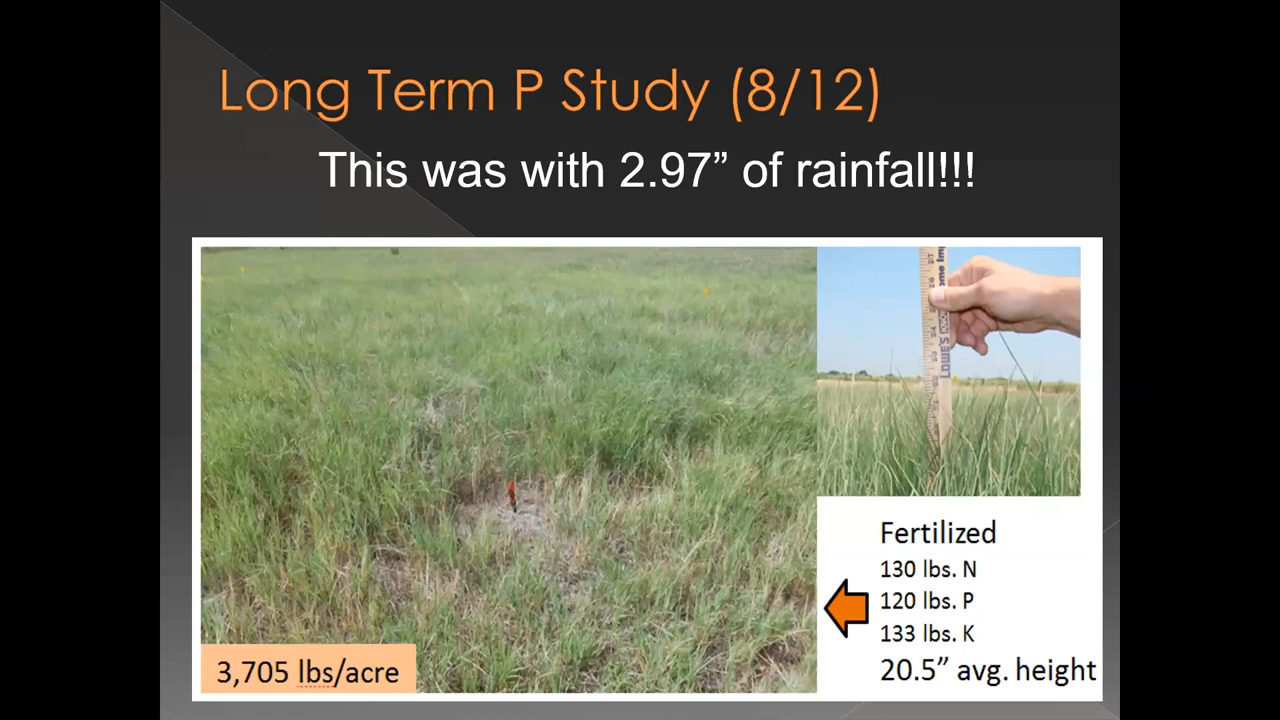 Long Term P Study (8/12)
This was with 2.97” of rainfall!!!
LOWE'S
Fertilized
130 lbs. N
120 lbs. P
133 lbs. K
20.5” avg. height
3,705 lbs/acre